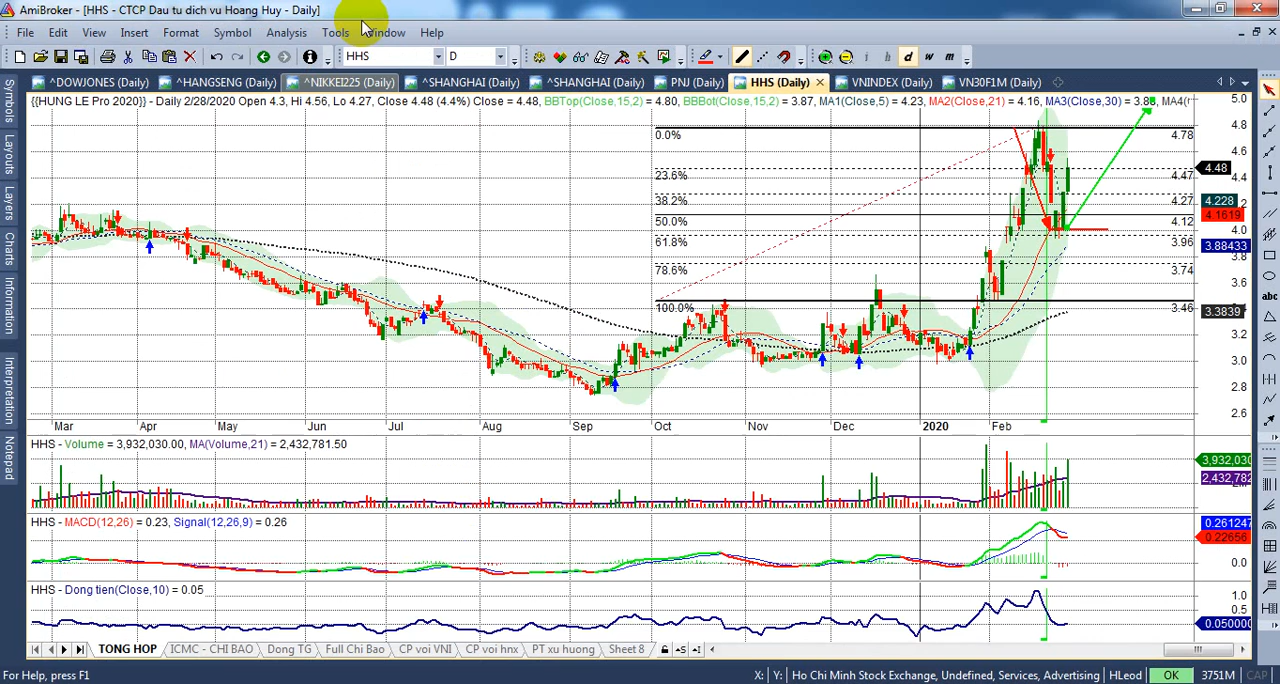 AmiBroker - [HHS - CTCP Dau tu dich vu Hoang Huy - Daily]
File Edit View Insert Format Symbol Analysis Tools Window Help
HHS D i h d w m
^DOWJONES (Daily) ^HANGSENG (Daily) ^NIKKEI225 (Daily) ^SHANGHAI (Daily) ^SHANGHAI (Daily) PNJ (Daily) HHS (Daily) VNINDEX (Daily) VN30F1M (Daily)
Symbols
Layouts
Layers
Charts
Information
Interpretation
Notepad
{{HUNG LE Pro 2020}} - Daily 2/28/2020 Open 4.3, Hi 4.56, Lo 4.27, Close 4.48 (4.4%) Close = 4.48, BBTop(Close,15,2) = 4.80, BBBot(Close,15,2) = 3.87, MA1(Close,5) = 4.23, MA2(Close,21) = 4.16, MA3(Close,30) = 3.88, MA4(
5.0
4.8
0.0% 4.78
4.6
23.6% 4.47 4.48
4.4
38.2% 4.27 4.228
4.2
50.0% 4.12 4.1619
4.0
61.8% 3.96 3.88433
3.8
78.6% 3.74
3.6
100.0% 3.46
3.4 3.3839
3.2
3.0
2.8
2.6
Mar Apr May Jun Jul Aug Sep Oct Nov Dec 2020 Feb
HHS - Volume = 3,932,030.00, MA(Volume,21) = 2,432,781.50
3,932,030
2,432,782
HHS - MACD(12,26) = 0.23, Signal(12,26,9) = 0.26
0.261247
0.22656
0.0
HHS - Dong tien(Close,10) = 0.05
1.0
0.5
0.050000
TONG HOP ICMC - CHI BAO Dong TG Full Chi Bao CP voi VNI CP voi hnx PT xu huong Sheet 8
For Help, press F1 X: Y: Ho Chi Minh Stock Exchange, Undefined, Services, Advertising HLeod OK 3751M CAP
abc